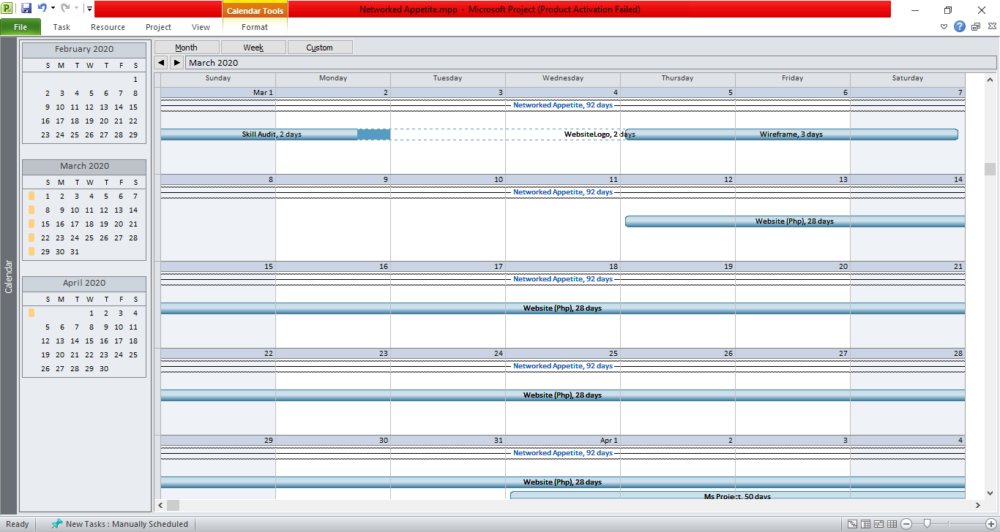 Networked Appetite.mpp - Microsoft Project (Product Activation Failed)
Calendar Tools
File Task Resource Project View Format
Month Week Custom
March 2020
Calendar
February 2020
S M T W T F S
1
2 3 4 5 6 7 8
9 10 11 12 13 14 15
16 17 18 19 20 21 22
23 24 25 26 27 28 29
March 2020
S M T W T F S
1 2 3 4 5 6 7
8 9 10 11 12 13 14
15 16 17 18 19 20 21
22 23 24 25 26 27 28
29 30 31
April 2020
S M T W T F S
1 2 3 4
5 6 7 8 9 10 11
12 13 14 15 16 17 18
19 20 21 22 23 24 25
26 27 28 29 30
Sunday Monday Tuesday Wednesday Thursday Friday Saturday
Mar 1 2 3 4 5 6 7
Networked Appetite, 92 days
Skill Audit, 2 days WebsiteLogo, 2 days Wireframe, 3 days
8 9 10 11 12 13 14
Networked Appetite, 92 days
Website (Php), 28 days
15 16 17 18 19 20 21
Networked Appetite, 92 days
Website (Php), 28 days
22 23 24 25 26 27 28
Networked Appetite, 92 days
Website (Php), 28 days
29 30 31 Apr 1 2 3 4
Networked Appetite, 92 days
Website (Php), 28 days
Ms Project, 50 days
Ready New Tasks : Manually Scheduled